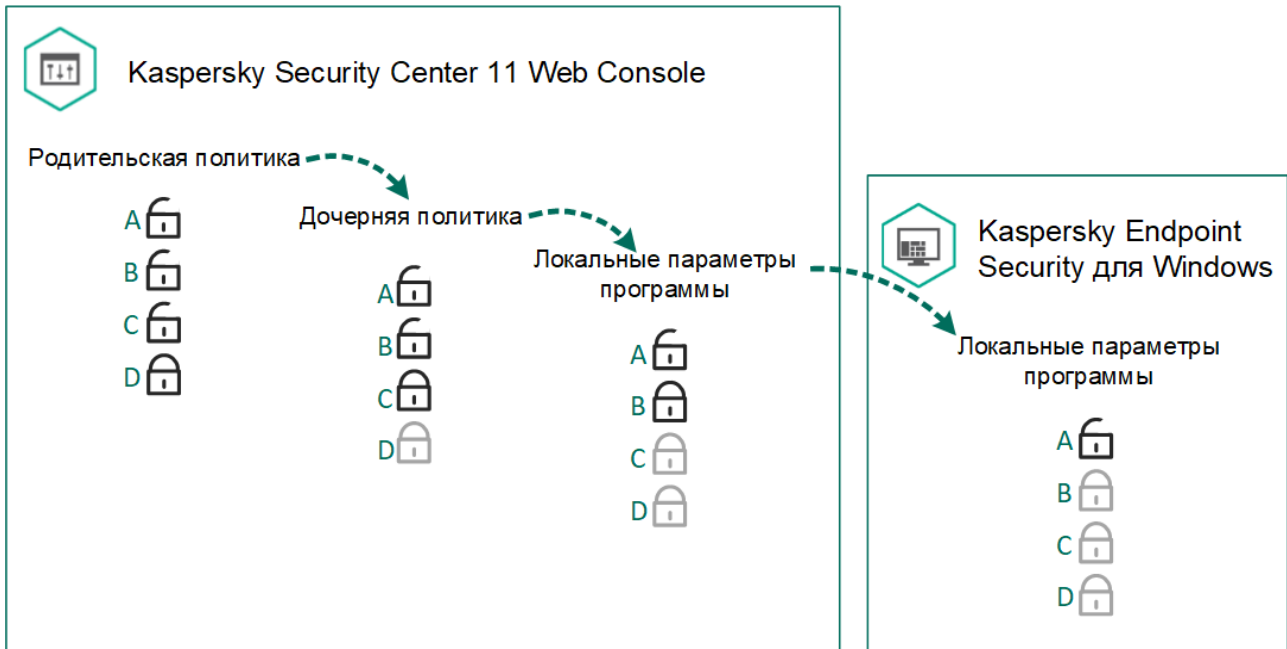 Kaspersky Security Center 11 Web Console
Родительская политика
A
B
C
D
Дочерняя политика
A
B
C
D
Локальные параметры
программы
A
B
C
D
Kaspersky Endpoint
Security для Windows
Локальные параметры
программы
A
B
C
D